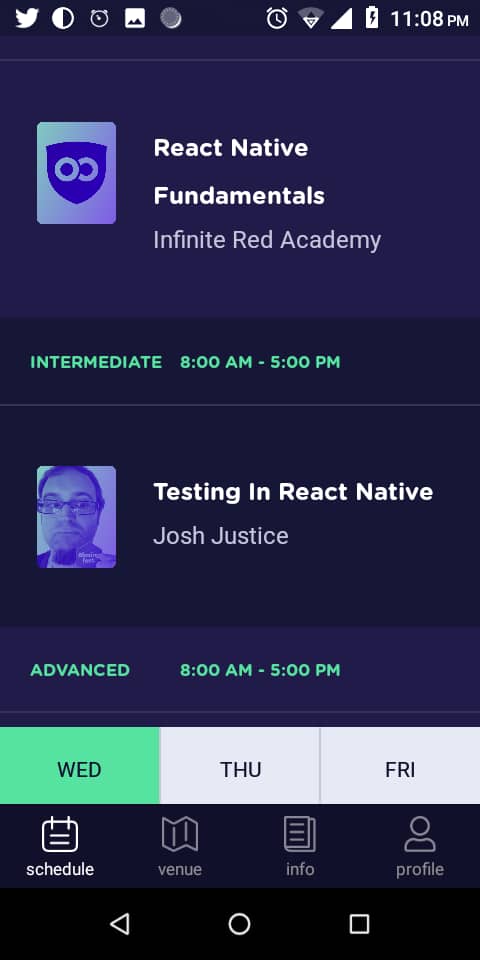 11:08 PM
React Native
Fundamentals
Infinite Red Academy
INTERMEDIATE 8:00 AM - 5:00 PM
Testing In React Native
Josh Justice
ADVANCED 8:00 AM - 5:00 PM
WED THU FRI
schedule venue info profile